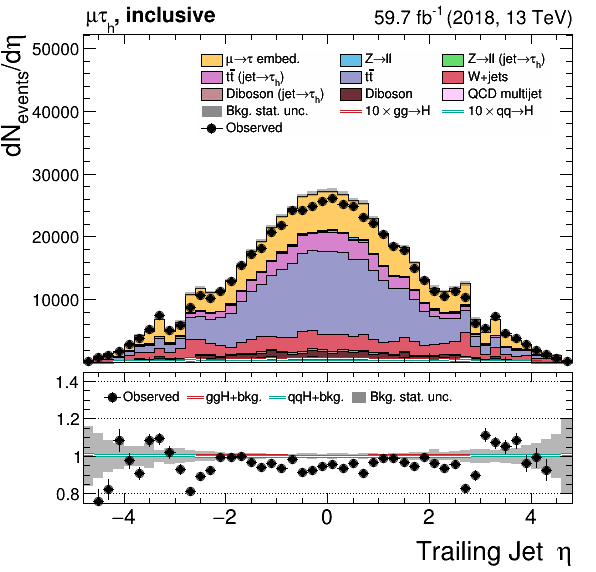 μτh, inclusive 59.7 fb-1 (2018, 13 TeV)
dNevents/dη
50000
40000
30000
20000
10000
μ→τ embed. Z→ll Z→ll (jet→τh)
tt̄ (jet→τh) tt̄ W+jets
Diboson (jet→τh) Diboson QCD multijet
Bkg. stat. unc. 10 × gg→H 10 × qq→H
Observed
1.4
1.2
1
0.8
Observed ggH+bkg. qqH+bkg. Bkg. stat. unc.
−4 −2 0 2 4
Trailing Jet η